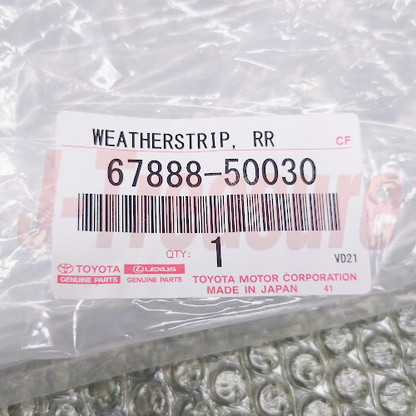 WEATHERSTRIP, RR
CF
67888-50030
J-Treasure
QTY: 1
VD21
TOYOTA LEXUS TOYOTA MOTOR CORPORATION
GENUINE PARTS GENUINE PARTS MADE IN JAPAN 41